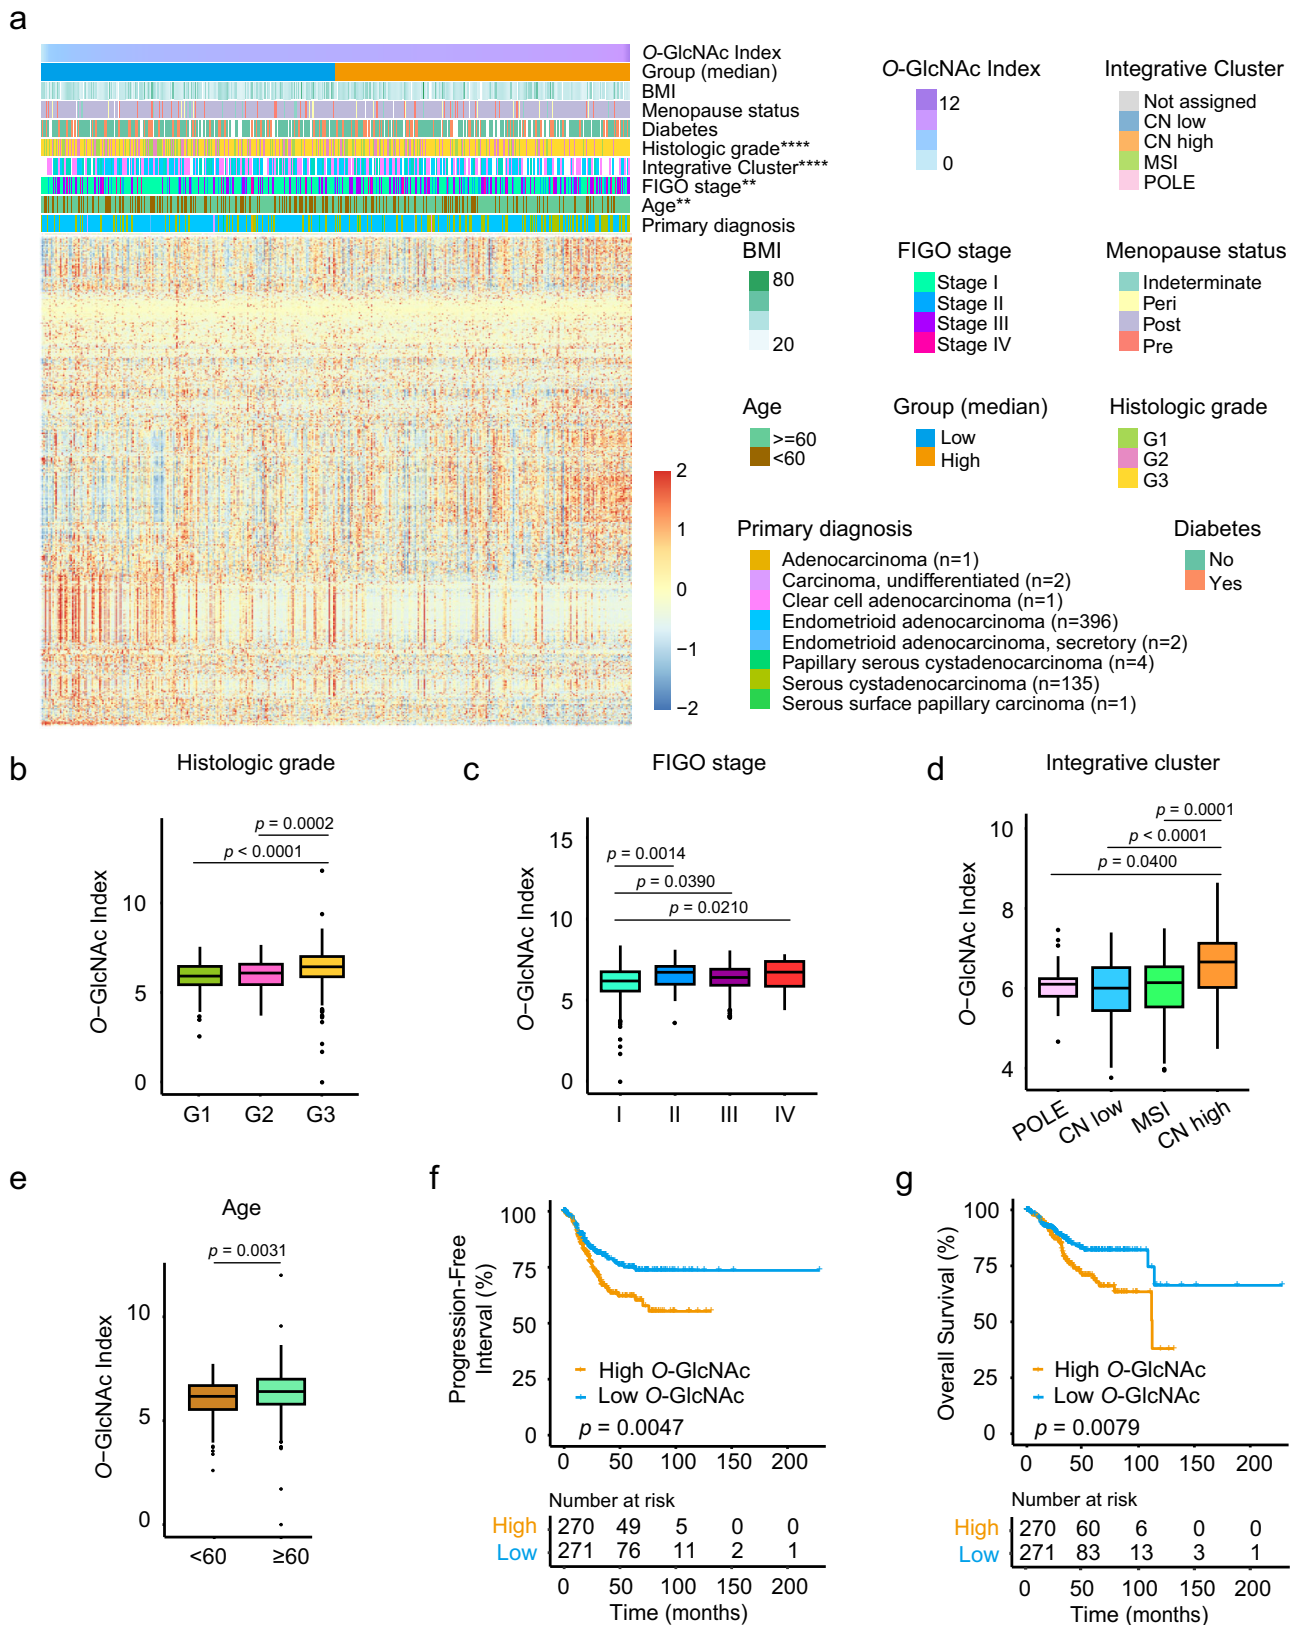 a
O-GlcNAc Index
Group (median)
BMI
Menopause status
Diabetes
Histologic grade****
Integrative Cluster****
FIGO stage**
Age**
Primary diagnosis
O-GlcNAc Index
12
0
Integrative Cluster
Not assigned
CN low
CN high
MSI
POLE
BMI
80
20
FIGO stage
Stage I
Stage II
Stage III
Stage IV
Menopause status
Indeterminate
Peri
Post
Pre
Age
>=60
<60
Group (median)
Low
High
Histologic grade
G1
G2
G3
2
1
0
−1
−2
Primary diagnosis
Adenocarcinoma (n=1)
Carcinoma, undifferentiated (n=2)
Clear cell adenocarcinoma (n=1)
Endometrioid adenocarcinoma (n=396)
Endometrioid adenocarcinoma, secretory (n=2)
Papillary serous cystadenocarcinoma (n=4)
Serous cystadenocarcinoma (n=135)
Serous surface papillary carcinoma (n=1)
Diabetes
No
Yes
b
Histologic grade
p = 0.0002
p < 0.0001
O−GlcNAc Index
10
5
0
G1 G2 G3
c
FIGO stage
p = 0.0014
p = 0.0390
p = 0.0210
O−GlcNAc Index
15
10
5
0
I II III IV
d
Integrative cluster
p = 0.0001
p < 0.0001
p = 0.0400
O−GlcNAc Index
10
8
6
4
POLE CN low MSI CN high
e
Age
p = 0.0031
O−GlcNAc Index
10
5
0
<60 ≥60
f
Progression-Free
Interval (%)
100
75
50
25
0
High O-GlcNAc
Low O-GlcNAc
p = 0.0047
0 50 100 150 200
Number at risk
High 270 49 5 0 0
Low 271 76 11 2 1
0 50 100 150 200
Time (months)
g
Overall Survival (%)
100
75
50
25
0
High O-GlcNAc
Low O-GlcNAc
p = 0.0079
0 50 100 150 200
Number at risk
High 270 60 6 0 0
Low 271 83 13 3 1
0 50 100 150 200
Time (months)